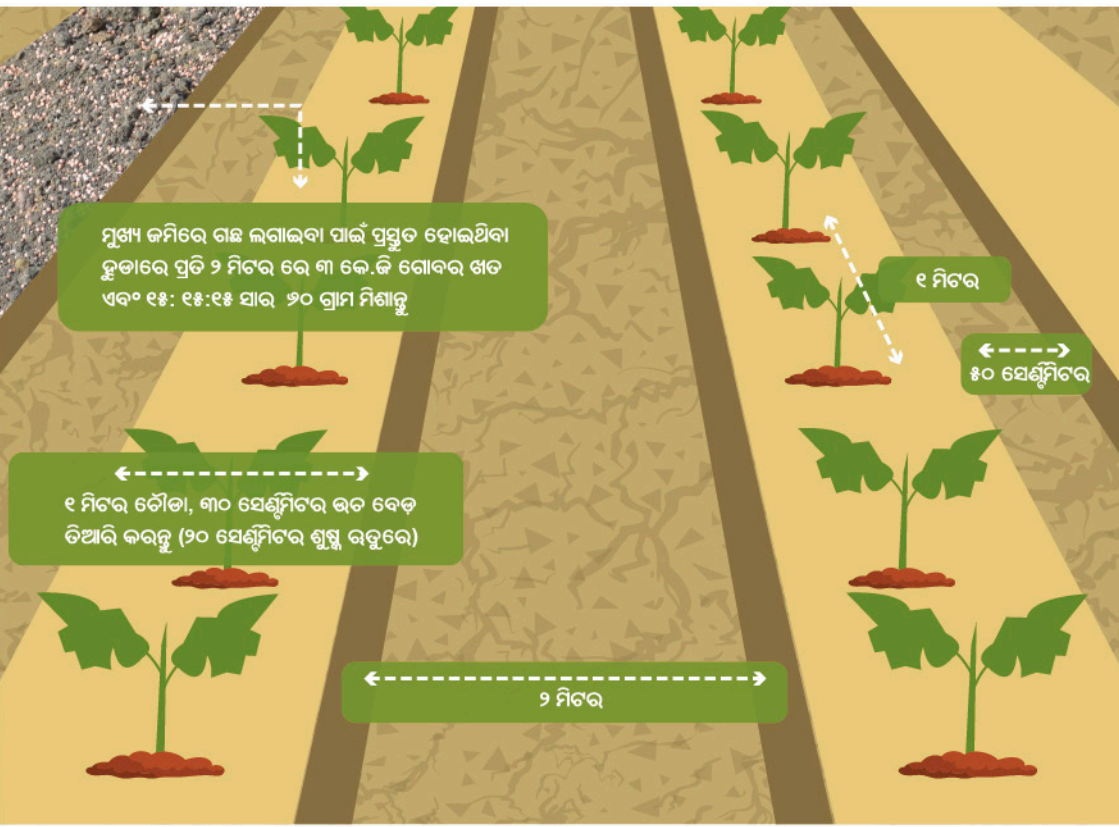 ମୁଖ୍ୟ ଜମିରେ ଗଛ ଲଗାଇବା ପାଇଁ ପ୍ରସ୍ତୁତ ହୋଇଥିବା
ହୁଡାରେ ପ୍ରତି ୨ ମିଟର ରେ ୩ କେ.ଜି ଗୋବର ଖତ
ଏବଂ ୧୫: ୧୫:୧୫ ସାର ୬୦ ଗ୍ରାମ ମିଶାନ୍ତୁ
୧ ମିଟର
୫୦ ସେଣ୍ଟିମିଟର
୧ ମିଟର ଚୌଡା, ୩୦ ସେଣ୍ଟିମିଟର ଉଚ ବେଡ଼
ତିଆରି କରନ୍ତୁ (୨୦ ସେଣ୍ଟିମିଟର ଶୁଷ୍କ ଋତୁରେ)
୨ ମିଟର